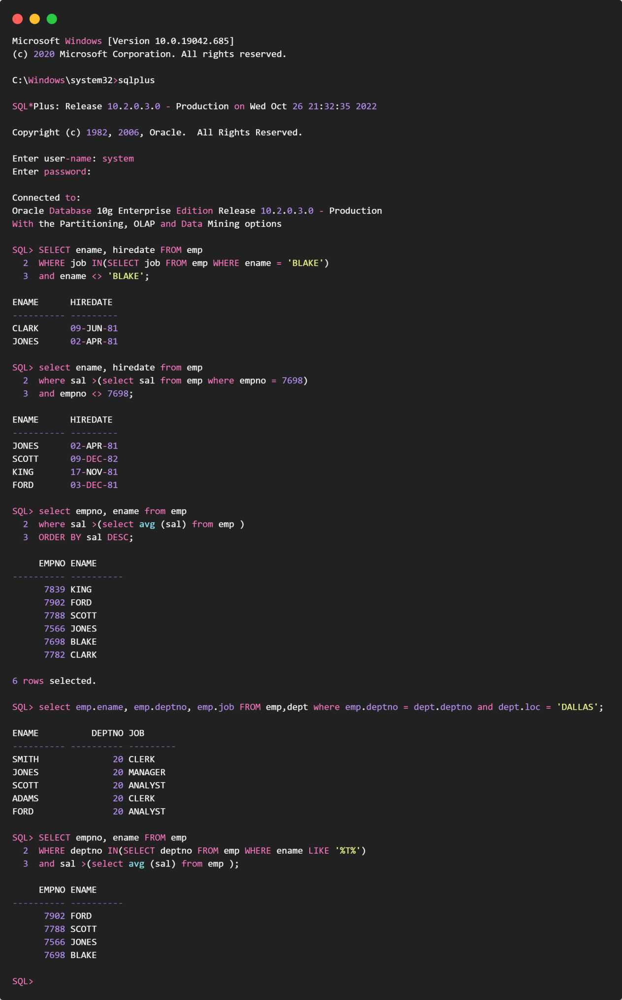 Microsoft Windows [Version 10.0.19042.685]
(c) 2020 Microsoft Corporation. All rights reserved.

C:\Windows\system32>sqlplus

SQL*Plus: Release 10.2.0.3.0 - Production on Wed Oct 26 21:32:35 2022

Copyright (c) 1982, 2006, Oracle.  All Rights Reserved.

Enter user-name: system
Enter password:

Connected to:
Oracle Database 10g Enterprise Edition Release 10.2.0.3.0 - Production
With the Partitioning, OLAP and Data Mining options

SQL> SELECT ename, hiredate FROM emp
  2  WHERE job IN(SELECT job FROM emp WHERE ename = 'BLAKE')
  3  and ename <> 'BLAKE';

ENAME      HIREDATE
---------- ---------
CLARK      09-JUN-81
JONES      02-APR-81

SQL> select ename, hiredate from emp
  2  where sal >(select sal from emp where empno = 7698)
  3  and empno <> 7698;

ENAME      HIREDATE
---------- ---------
JONES      02-APR-81
SCOTT      09-DEC-82
KING       17-NOV-81
FORD       03-DEC-81

SQL> select empno, ename from emp
  2  where sal >(select avg (sal) from emp )
  3  ORDER BY sal DESC;

     EMPNO ENAME
---------- ----------
      7839 KING
      7902 FORD
      7788 SCOTT
      7566 JONES
      7698 BLAKE
      7782 CLARK

6 rows selected.

SQL> select emp.ename, emp.deptno, emp.job FROM emp,dept where emp.deptno = dept.deptno and dept.loc = 'DALLAS';

ENAME          DEPTNO JOB
---------- ---------- ---------
SMITH              20 CLERK
JONES              20 MANAGER
SCOTT              20 ANALYST
ADAMS              20 CLERK
FORD               20 ANALYST

SQL> SELECT empno, ename FROM emp
  2  WHERE deptno IN(SELECT deptno FROM emp WHERE ename LIKE '%T%')
  3  and sal >(select avg (sal) from emp );

     EMPNO ENAME
---------- ----------
      7902 FORD
      7788 SCOTT
      7566 JONES
      7698 BLAKE

SQL>